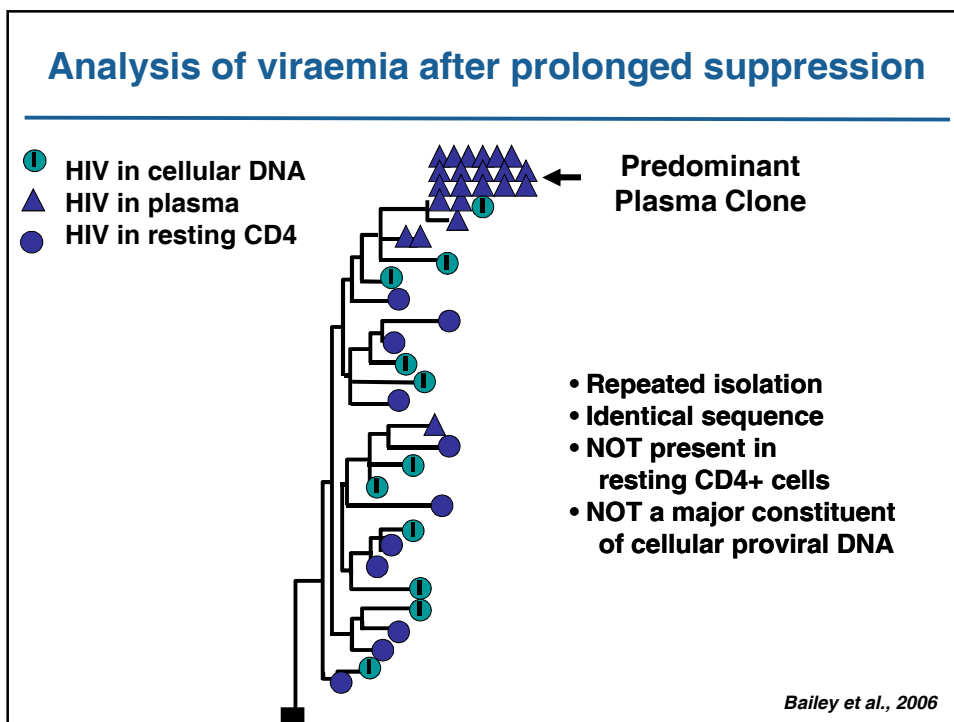 Analysis of viraemia after prolonged suppression
HIV in cellular DNA
HIV in plasma
HIV in resting CD4
Predominant
Plasma Clone
• Repeated isolation
• Identical sequence
• NOT present in
resting CD4+ cells
• NOT a major constituent
of cellular proviral DNA
Bailey et al., 2006